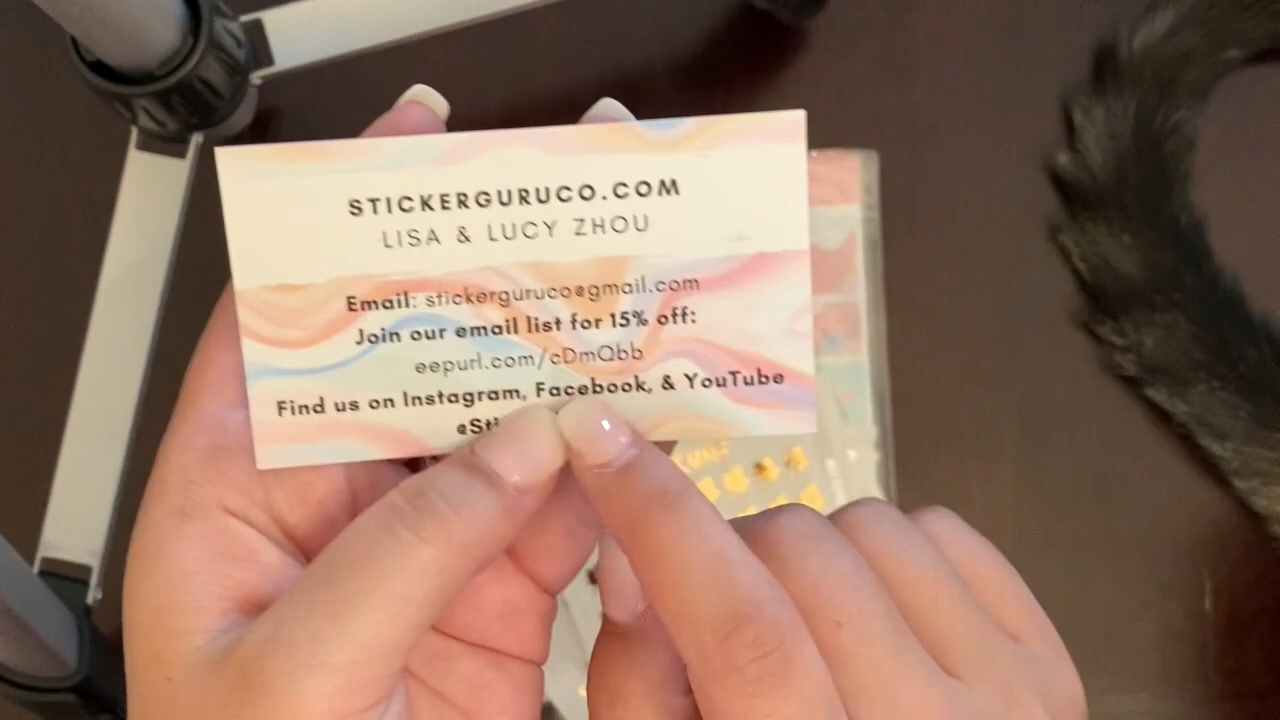 STICKERGURUCO.COM
LISA & LUCY ZHOU
Email: stickerguruco@gmail.com
Join our email list for 15% off:
eepurl.com/cDmQbb
Find us on Instagram, Facebook, & YouTube